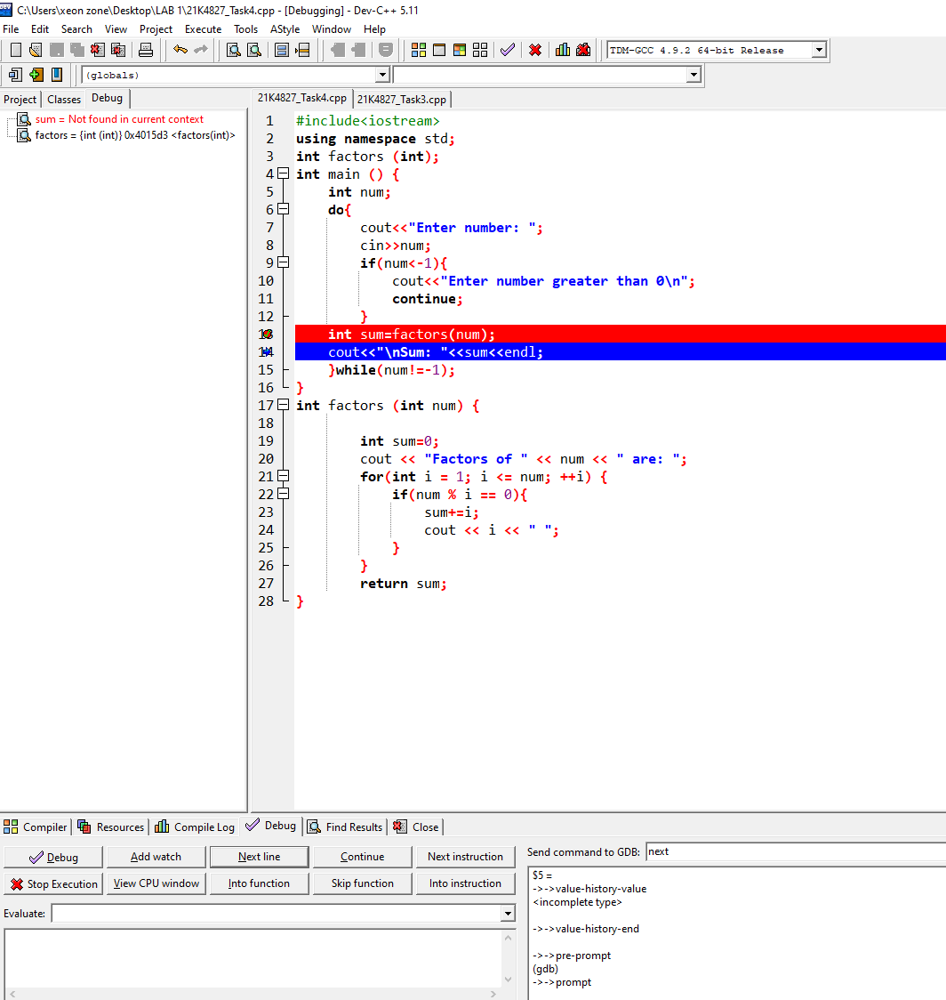 C:\Users\xeon zone\Desktop\LAB 1\21K4827_Task4.cpp - [Debugging] - Dev-C++ 5.11
File Edit Search View Project Execute Tools AStyle Window Help
TDM-GCC 4.9.2 64-bit Release
(globals)
Project Classes Debug
sum = Not found in current context
factors = {int (int)} 0x4015d3 <factors(int)>
21K4827_Task4.cpp 21K4827_Task3.cpp
1 #include<iostream>
2 using namespace std;
3 int factors (int);
4 int main () {
5 int num;
6 do{
7 cout<<"Enter number: ";
8 cin>>num;
9 if(num<-1){
10 cout<<"Enter number greater than 0\n";
11 continue;
12 }
13 int sum=factors(num);
14 cout<<"\nSum: "<<sum<<endl;
15 }while(num!=-1);
16 }
17 int factors (int num) {
18
19 int sum=0;
20 cout << "Factors of " << num << " are: ";
21 for(int i = 1; i <= num; ++i) {
22 if(num % i == 0){
23 sum+=i;
24 cout << i << " ";
25 }
26 }
27 return sum;
28 }
Compiler Resources Compile Log Debug Find Results Close
Debug Add watch Next line Continue Next instruction
Stop Execution View CPU window Into function Skip function Into instruction
Evaluate:
Send command to GDB: next
$5 =
->->value-history-value
<incomplete type>
->->value-history-end
->->pre-prompt
(gdb)
->->prompt